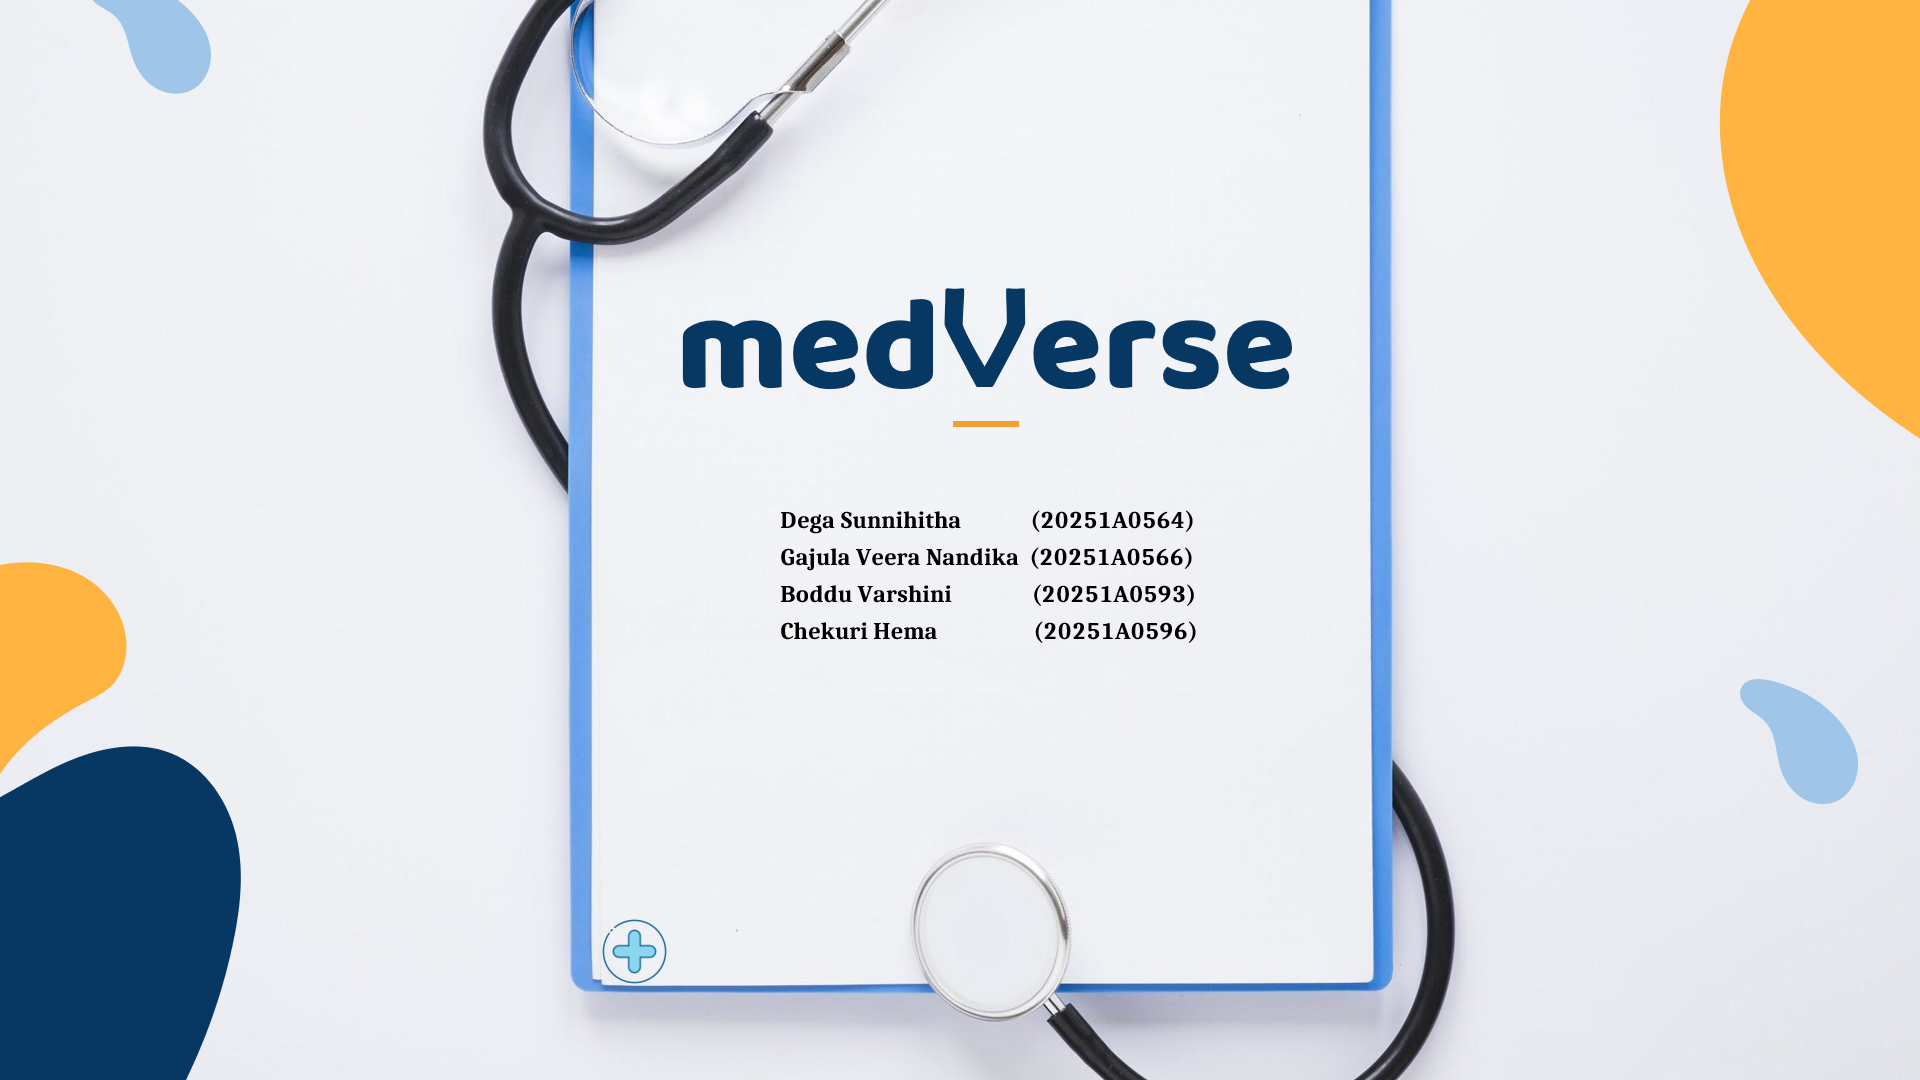 medVerse
Dega Sunnihitha (20251A0564)
Gajula Veera Nandika (20251A0566)
Boddu Varshini (20251A0593)
Chekuri Hema (20251A0596)